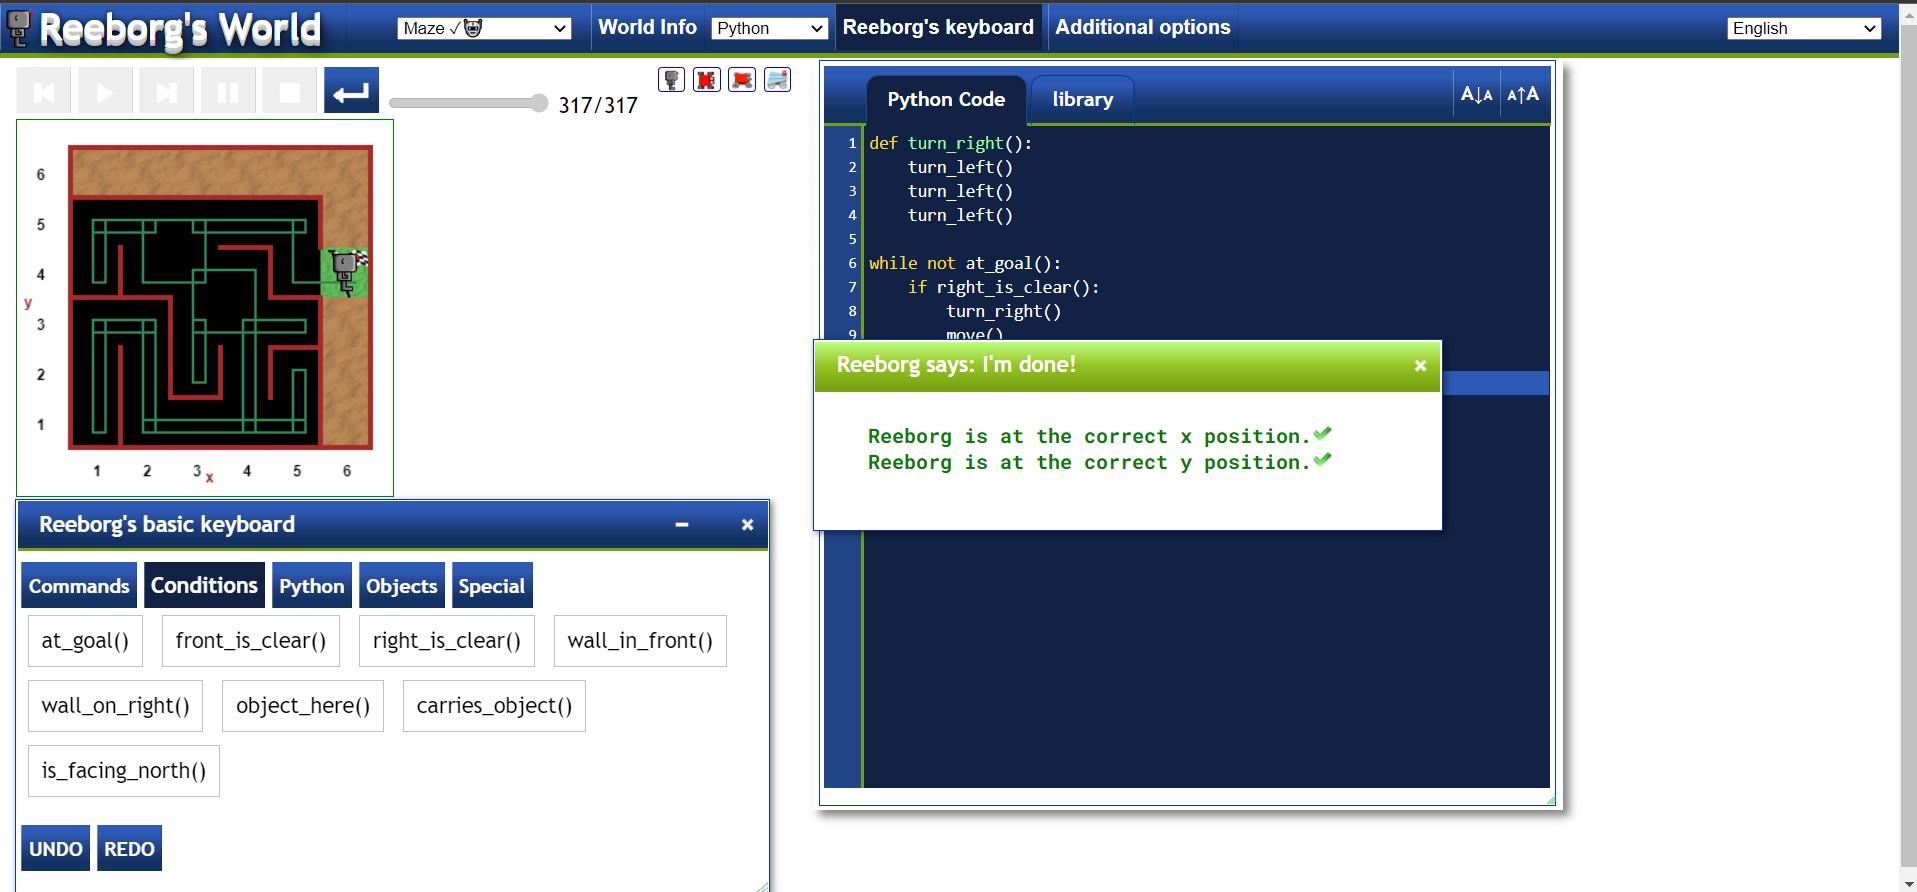 Reeborg's World
Maze ✓
World Info
Python
Reeborg's keyboard
Additional options
English
317/317
Python Code
library
A↓A A↑A
6
5
4
y
3
2
1
1 2 3 x 4 5 6
1 def turn_right():
2 turn_left()
3 turn_left()
4 turn_left()
5
6 while not at_goal():
7 if right_is_clear():
8 turn_right()
9 move()
Reeborg says: I'm done!
×
Reeborg is at the correct x position.✔
Reeborg is at the correct y position.✔
Reeborg's basic keyboard
− ×
Commands Conditions Python Objects Special
at_goal() front_is_clear() right_is_clear() wall_in_front()
wall_on_right() object_here() carries_object()
is_facing_north()
UNDO REDO